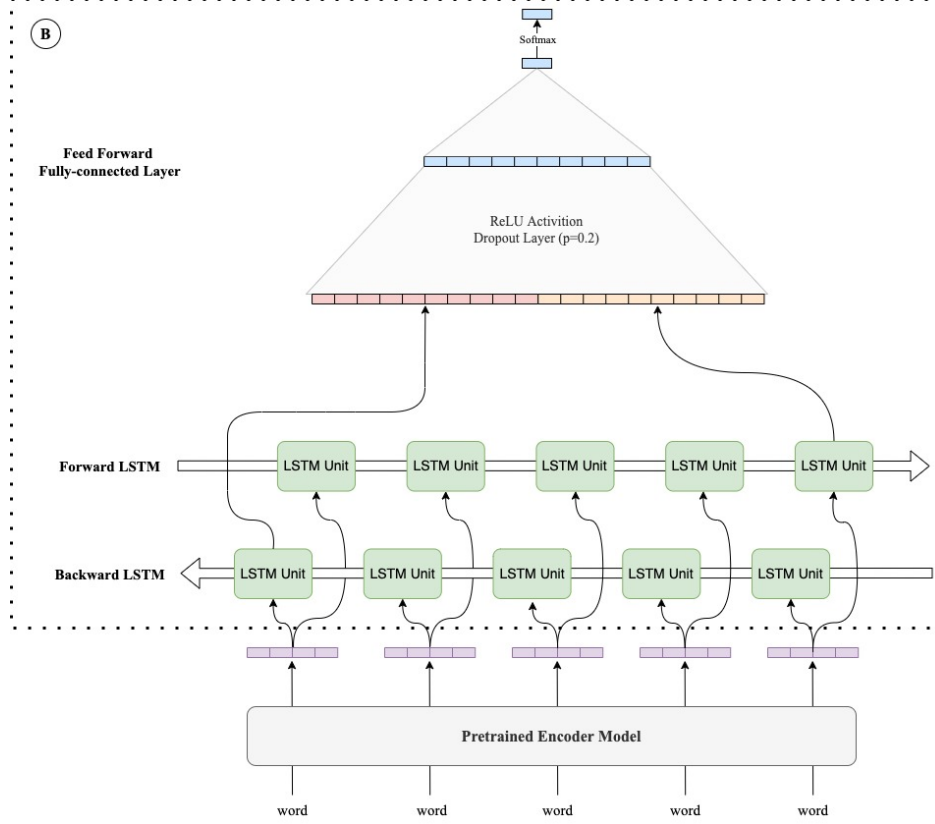 B
Softmax
Feed Forward
Fully-connected Layer
ReLU Activition
Dropout Layer (p=0.2)
Forward LSTM
LSTM Unit LSTM Unit LSTM Unit LSTM Unit LSTM Unit
Backward LSTM
LSTM Unit LSTM Unit LSTM Unit LSTM Unit LSTM Unit
Pretrained Encoder Model
word word word word word